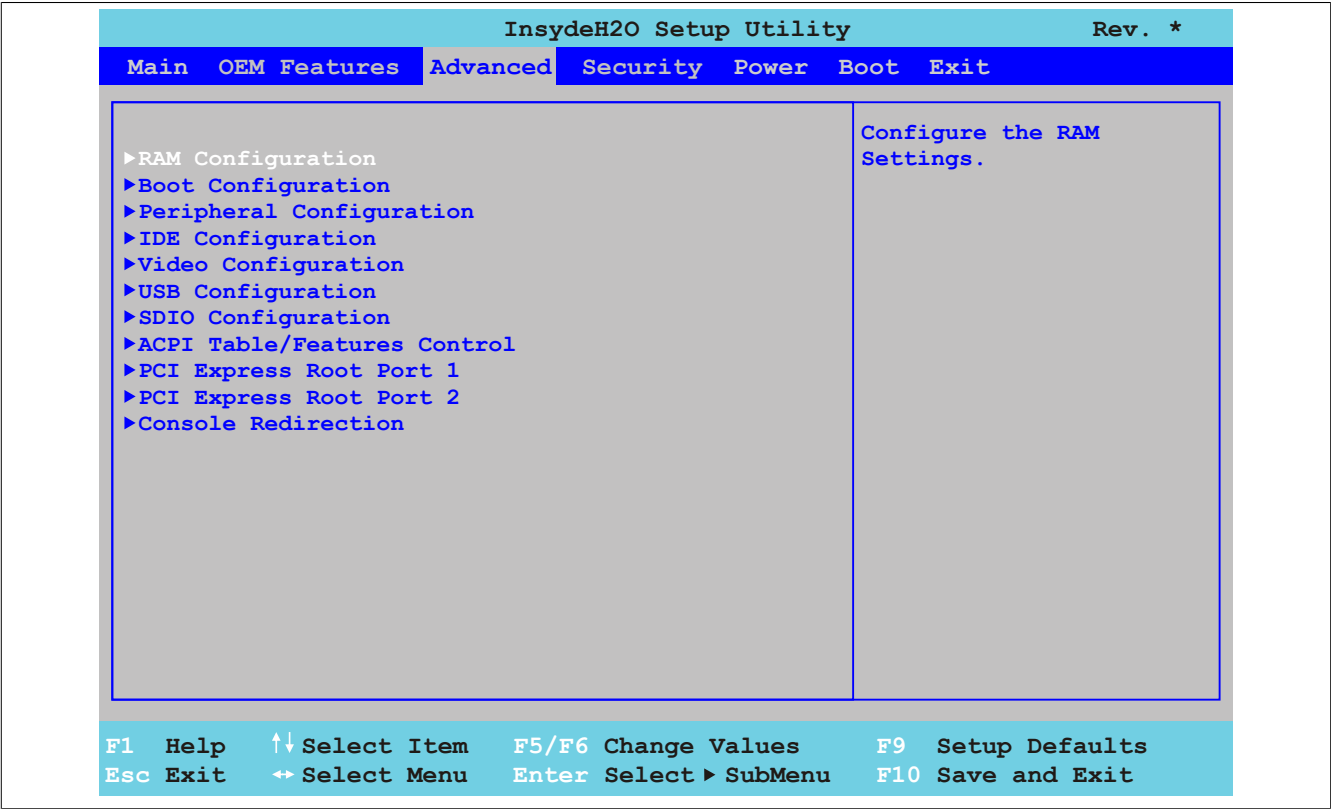 InsydeH2O Setup Utility Rev. *
Main OEM Features Advanced Security Power Boot Exit
▶RAM Configuration
▶Boot Configuration
▶Peripheral Configuration
▶IDE Configuration
▶Video Configuration
▶USB Configuration
▶SDIO Configuration
▶ACPI Table/Features Control
▶PCI Express Root Port 1
▶PCI Express Root Port 2
▶Console Redirection
Configure the RAM
Settings.
F1 Help ↑↓ Select Item F5/F6 Change Values F9 Setup Defaults
Esc Exit ↔ Select Menu Enter Select ▶ SubMenu F10 Save and Exit